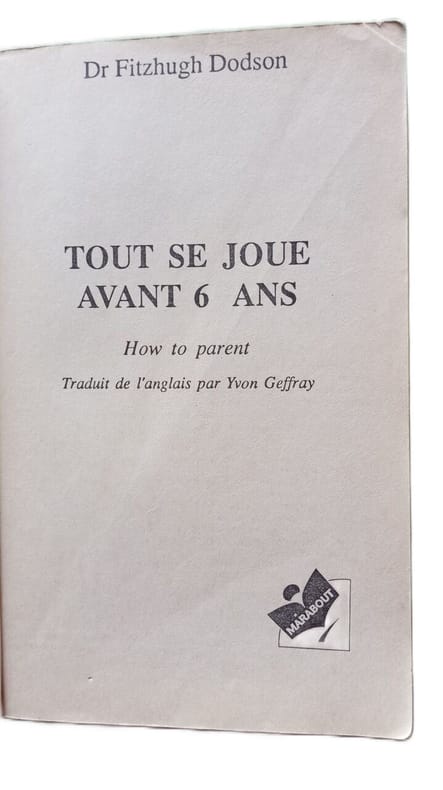 Dr Fitzhugh Dodson
TOUT SE JOUE
AVANT 6 ANS
How to parent
Traduit de l'anglais par Yvon Geffray
MARABOUT